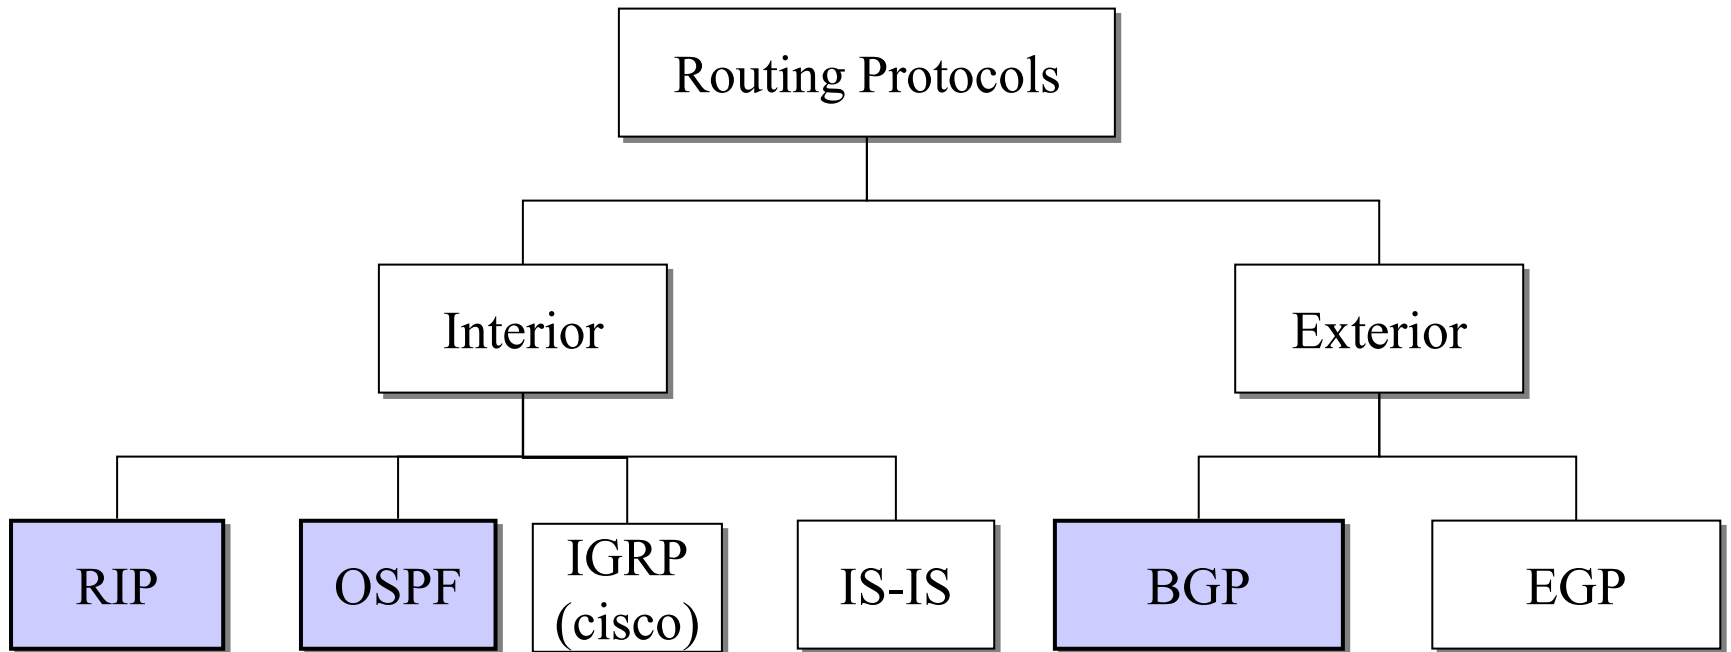 Routing Protocols
Interior
Exterior
RIP
OSPF
IGRP
(cisco)
IS-IS
BGP
EGP